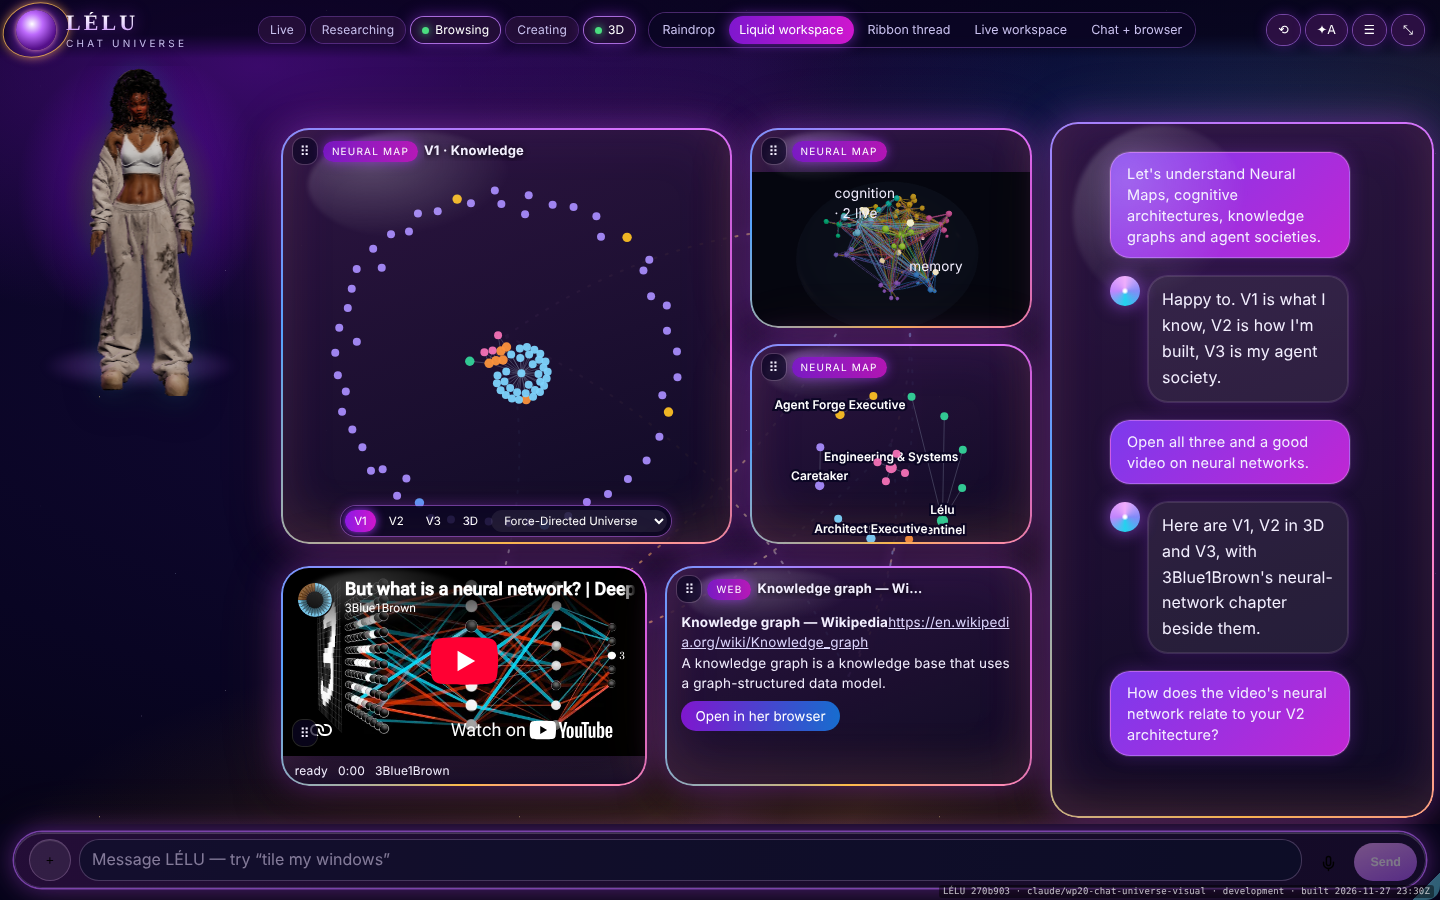 LÉLU
CHAT UNIVERSE
Live
Researching
Browsing
Creating
3D
Raindrop
Liquid workspace
Ribbon thread
Live workspace
Chat + browser
✦A
NEURAL MAP
V1 · Knowledge
V1
V2
V3
3D
Force-Directed Universe
NEURAL MAP
cognition
· 2 live
memory
NEURAL MAP
Agent Forge Executive
Engineering & Systems
Caretaker
Lélu
Architect Executive
entinel
But what is a neural network? | Deep
3Blue1Brown
3
Watch on YouTube
ready 0:00 3Blue1Brown
WEB
Knowledge graph — Wi...
Knowledge graph — Wikipediahttps://en.wikipedi
a.org/wiki/Knowledge_graph
A knowledge graph is a knowledge base that uses
a graph-structured data model.
Open in her browser
Let's understand Neural
Maps, cognitive
architectures, knowledge
graphs and agent societies.
Happy to. V1 is what I
know, V2 is how I'm
built, V3 is my agent
society.
Open all three and a good
video on neural networks.
Here are V1, V2 in 3D
and V3, with
3Blue1Brown's neural-
network chapter
beside them.
How does the video's neural
network relate to your V2
architecture?
+
Message LÉLU — try “tile my windows”
Send
LÉLU 270b903 · claude/wp20-chat-universe-visual · development · built 2026-11-27 23:30Z